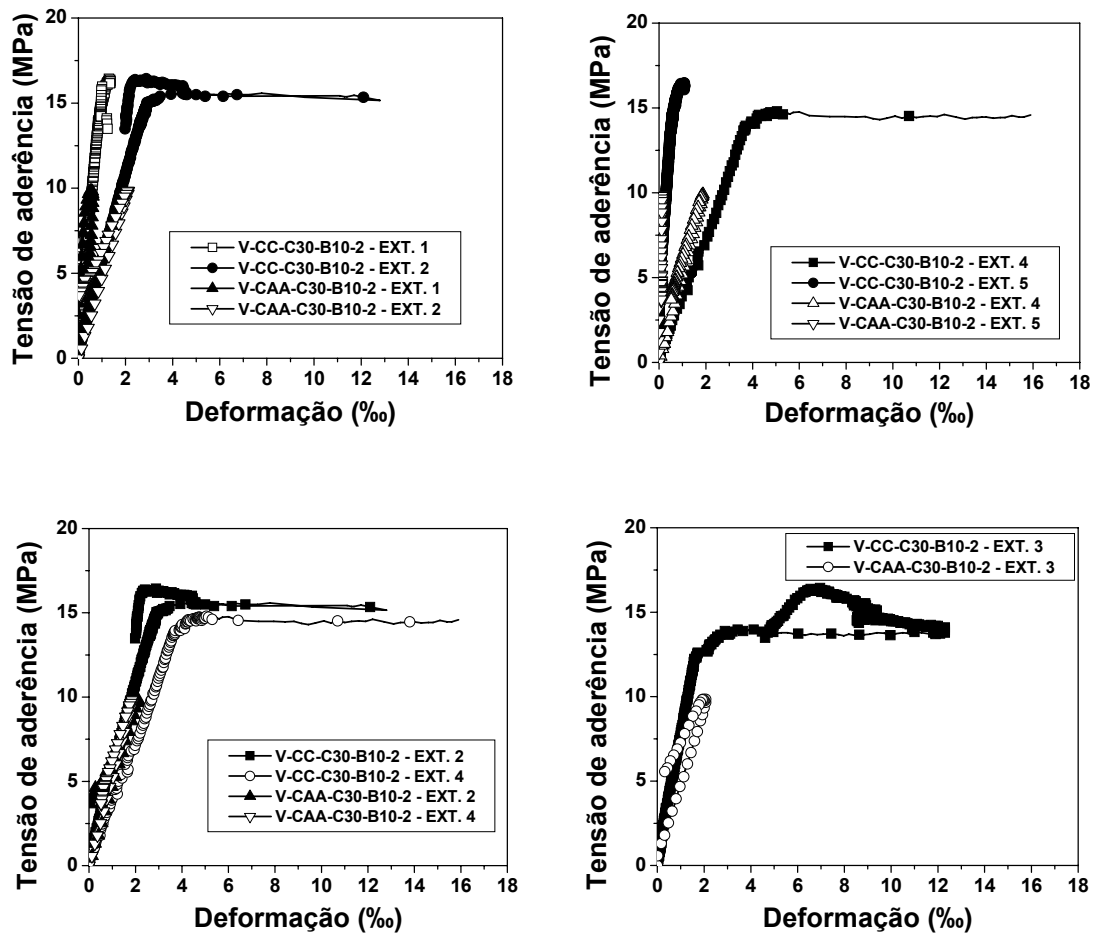 Tensão de aderência (MPa)
20
15
10
5
0
V-CC-C30-B10-2 - EXT. 1
V-CC-C30-B10-2 - EXT. 2
V-CAA-C30-B10-2 - EXT. 1
V-CAA-C30-B10-2 - EXT. 2
0 2 4 6 8 10 12 14 16 18
Deformação (‰)
Tensão de aderência (MPa)
20
15
10
5
0
V-CC-C30-B10-2 - EXT. 4
V-CC-C30-B10-2 - EXT. 5
V-CAA-C30-B10-2 - EXT. 4
V-CAA-C30-B10-2 - EXT. 5
0 2 4 6 8 10 12 14 16 18
Deformação (‰)
Tensão de aderência (MPa)
20
15
10
5
0
V-CC-C30-B10-2 - EXT. 2
V-CC-C30-B10-2 - EXT. 4
V-CAA-C30-B10-2 - EXT. 2
V-CAA-C30-B10-2 - EXT. 4
0 2 4 6 8 10 12 14 16 18
Deformação (‰)
Tensão de aderência (MPa)
20
15
10
5
0
V-CC-C30-B10-2 - EXT. 3
V-CAA-C30-B10-2 - EXT. 3
0 2 4 6 8 10 12 14 16 18
Deformação (‰)